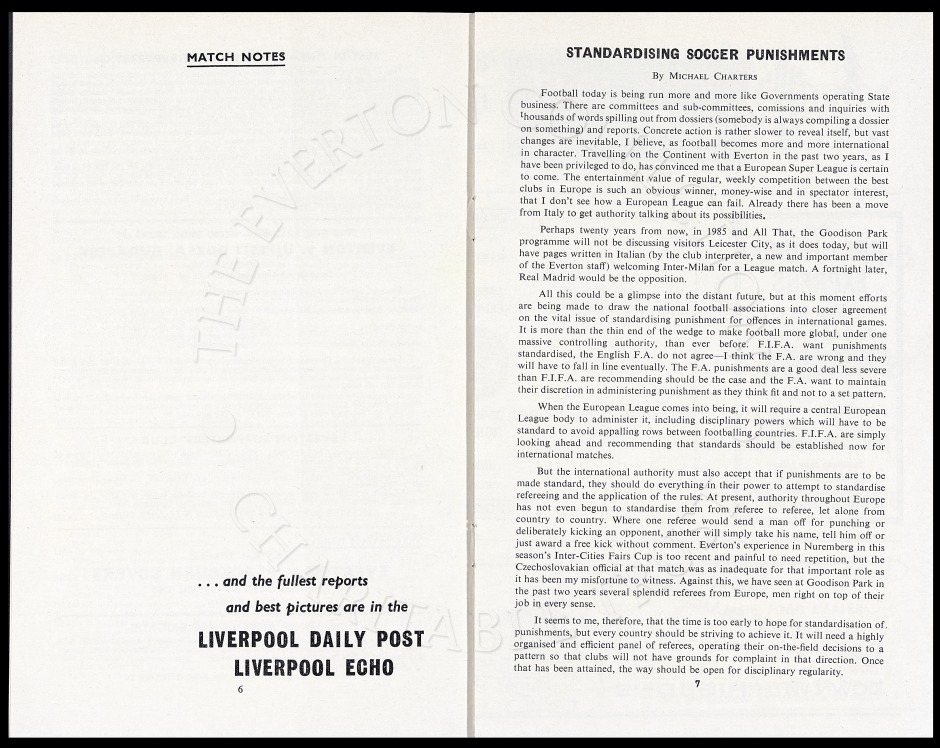 MATCH NOTES
. . . and the fullest reports
and best pictures are in the
LIVERPOOL DAILY POST
LIVERPOOL ECHO
6
STANDARDISING SOCCER PUNISHMENTS
By MICHAEL CHARTERS
Football today is being run more and more like Governments operating State
business. There are committees and sub-committees, comissions and inquiries with
thousands of words spilling out from dossiers (somebody is always compiling a dossier
on something) and reports. Concrete action is rather slower to reveal itself, but vast
changes are inevitable, I believe, as football becomes more and more international
in character. Travelling on the Continent with Everton in the past two years, as I
have been privileged to do, has convinced me that a European Super League is certain
to come. The entertainment value of regular, weekly competition between the best
clubs in Europe is such an obvious winner, money-wise and in spectator interest,
that I don't see how a European League can fail. Already there has been a move
from Italy to get authority talking about its possibilities.
Perhaps twenty years from now, in 1985 and All That, the Goodison Park
programme will not be discussing visitors Leicester City, as it does today, but will
have pages written in Italian (by the club interpreter, a new and important member
of the Everton staff) welcoming Inter-Milan for a League match. A fortnight later,
Real Madrid would be the opposition.
All this could be a glimpse into the distant future, but at this moment efforts
are being made to draw the national football associations into closer agreement
on the vital issue of standardising punishment for offences in international games.
It is more than the thin end of the wedge to make football more global, under one
massive controlling authority, than ever before. F.I.F.A. want punishments
standardised, the English F.A. do not agree—I think the F.A. are wrong and they
will have to fall in line eventually. The F.A. punishments are a good deal less severe
than F.I.F.A. are recommending should be the case and the F.A. want to maintain
their discretion in administering punishment as they think fit and not to a set pattern.
When the European League comes into being, it will require a central European
League body to administer it, including disciplinary powers which will have to be
standard to avoid appalling rows between footballing countries. F.I.F.A. are simply
looking ahead and recommending that standards should be established now for
international matches.
But the international authority must also accept that if punishments are to be
made standard, they should do everything in their power to attempt to standardise
refereeing and the application of the rules. At present, authority throughout Europe
has not even begun to standardise them from referee to referee, let alone from
country to country. Where one referee would send a man off for punching or
deliberately kicking an opponent, another will simply take his name, tell him off or
just award a free kick without comment. Everton's experience in Nuremberg in this
season's Inter-Cities Fairs Cup is too recent and painful to need repetition, but the
Czechoslovakian official at that match was as inadequate for that important role as
it has been my misfortune to witness. Against this, we have seen at Goodison Park in
the past two years several splendid referees from Europe, men right on top of their
job in every sense.
It seems to me, therefore, that the time is too early to hope for standardisation of
punishments, but every country should be striving to achieve it. It will need a highly
organised and efficient panel of referees, operating their on-the-field decisions to a
pattern so that clubs will not have grounds for complaint in that direction. Once
that has been attained, the way should be open for disciplinary regularity.
7